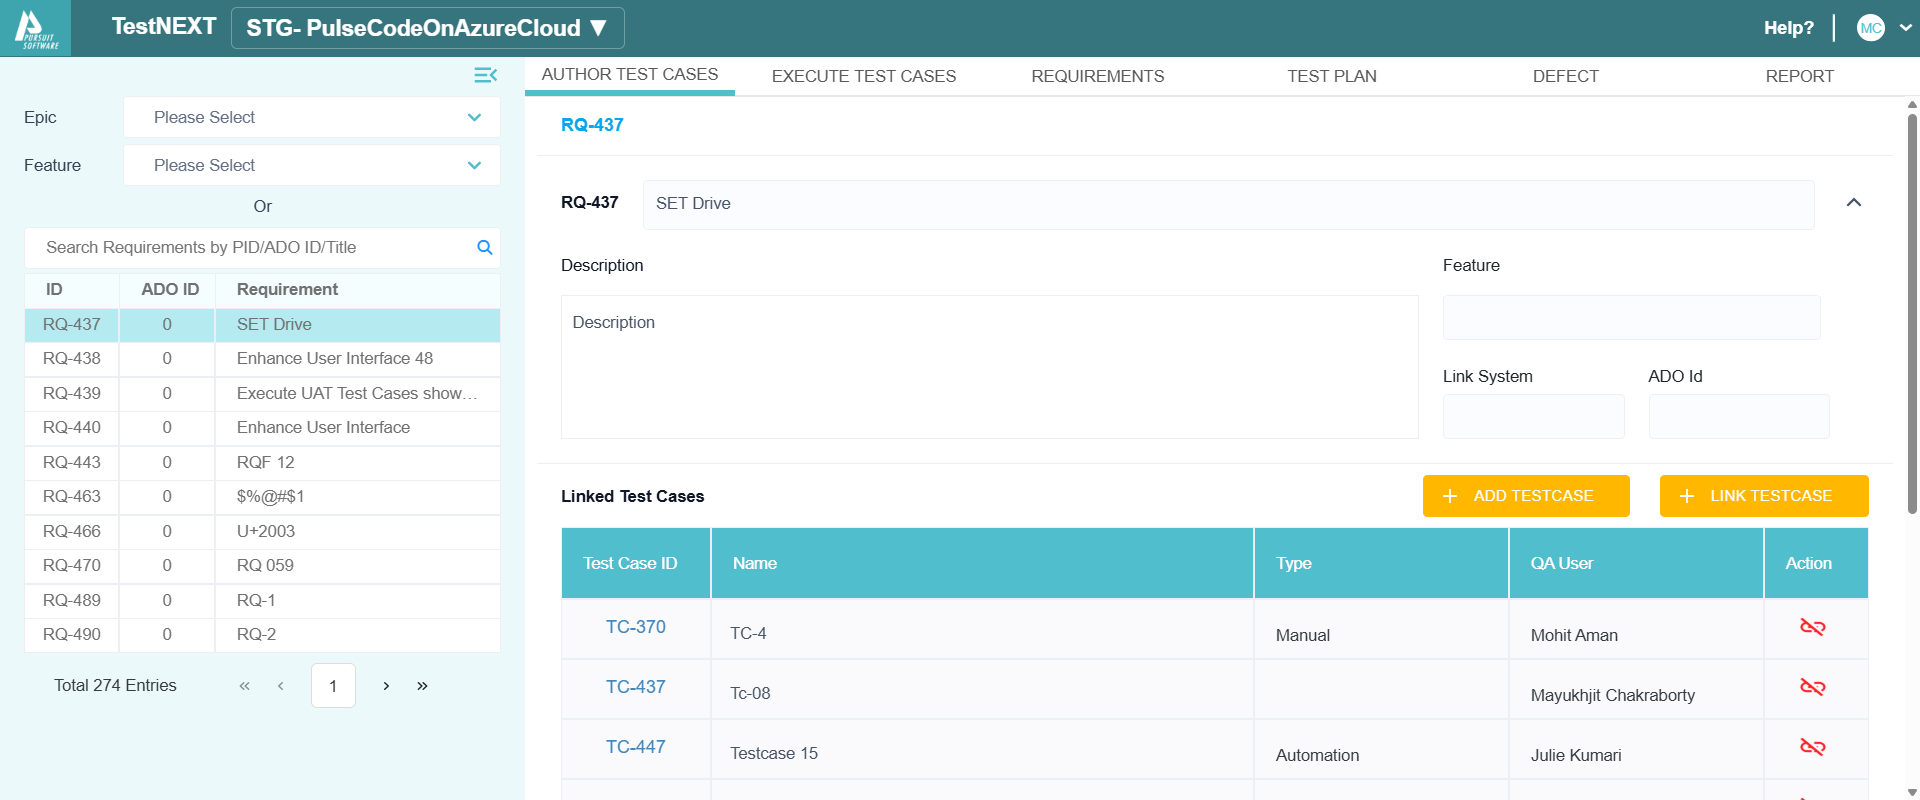 PURSUIT
SOFTWARE
TestNEXT
STG- PulseCodeOnAzureCloud ▼
Help?
MC
Epic
Please Select
Feature
Please Select
Or
Search Requirements by PID/ADO ID/Title
ID ADO ID Requirement
RQ-437 0 SET Drive
RQ-438 0 Enhance User Interface 48
RQ-439 0 Execute UAT Test Cases show…
RQ-440 0 Enhance User Interface
RQ-443 0 RQF 12
RQ-463 0 $%@#$1
RQ-466 0 U+2003
RQ-470 0 RQ 059
RQ-489 0 RQ-1
RQ-490 0 RQ-2
Total 274 Entries « ‹ 1 › »
AUTHOR TEST CASES EXECUTE TEST CASES REQUIREMENTS TEST PLAN DEFECT REPORT
RQ-437
RQ-437 SET Drive
Description
Description
Feature
Link System ADO Id
Linked Test Cases
+ ADD TESTCASE
+ LINK TESTCASE
Test Case ID Name Type QA User Action
TC-370 TC-4 Manual Mohit Aman
TC-437 Tc-08 Mayukhjit Chakraborty
TC-447 Testcase 15 Automation Julie Kumari